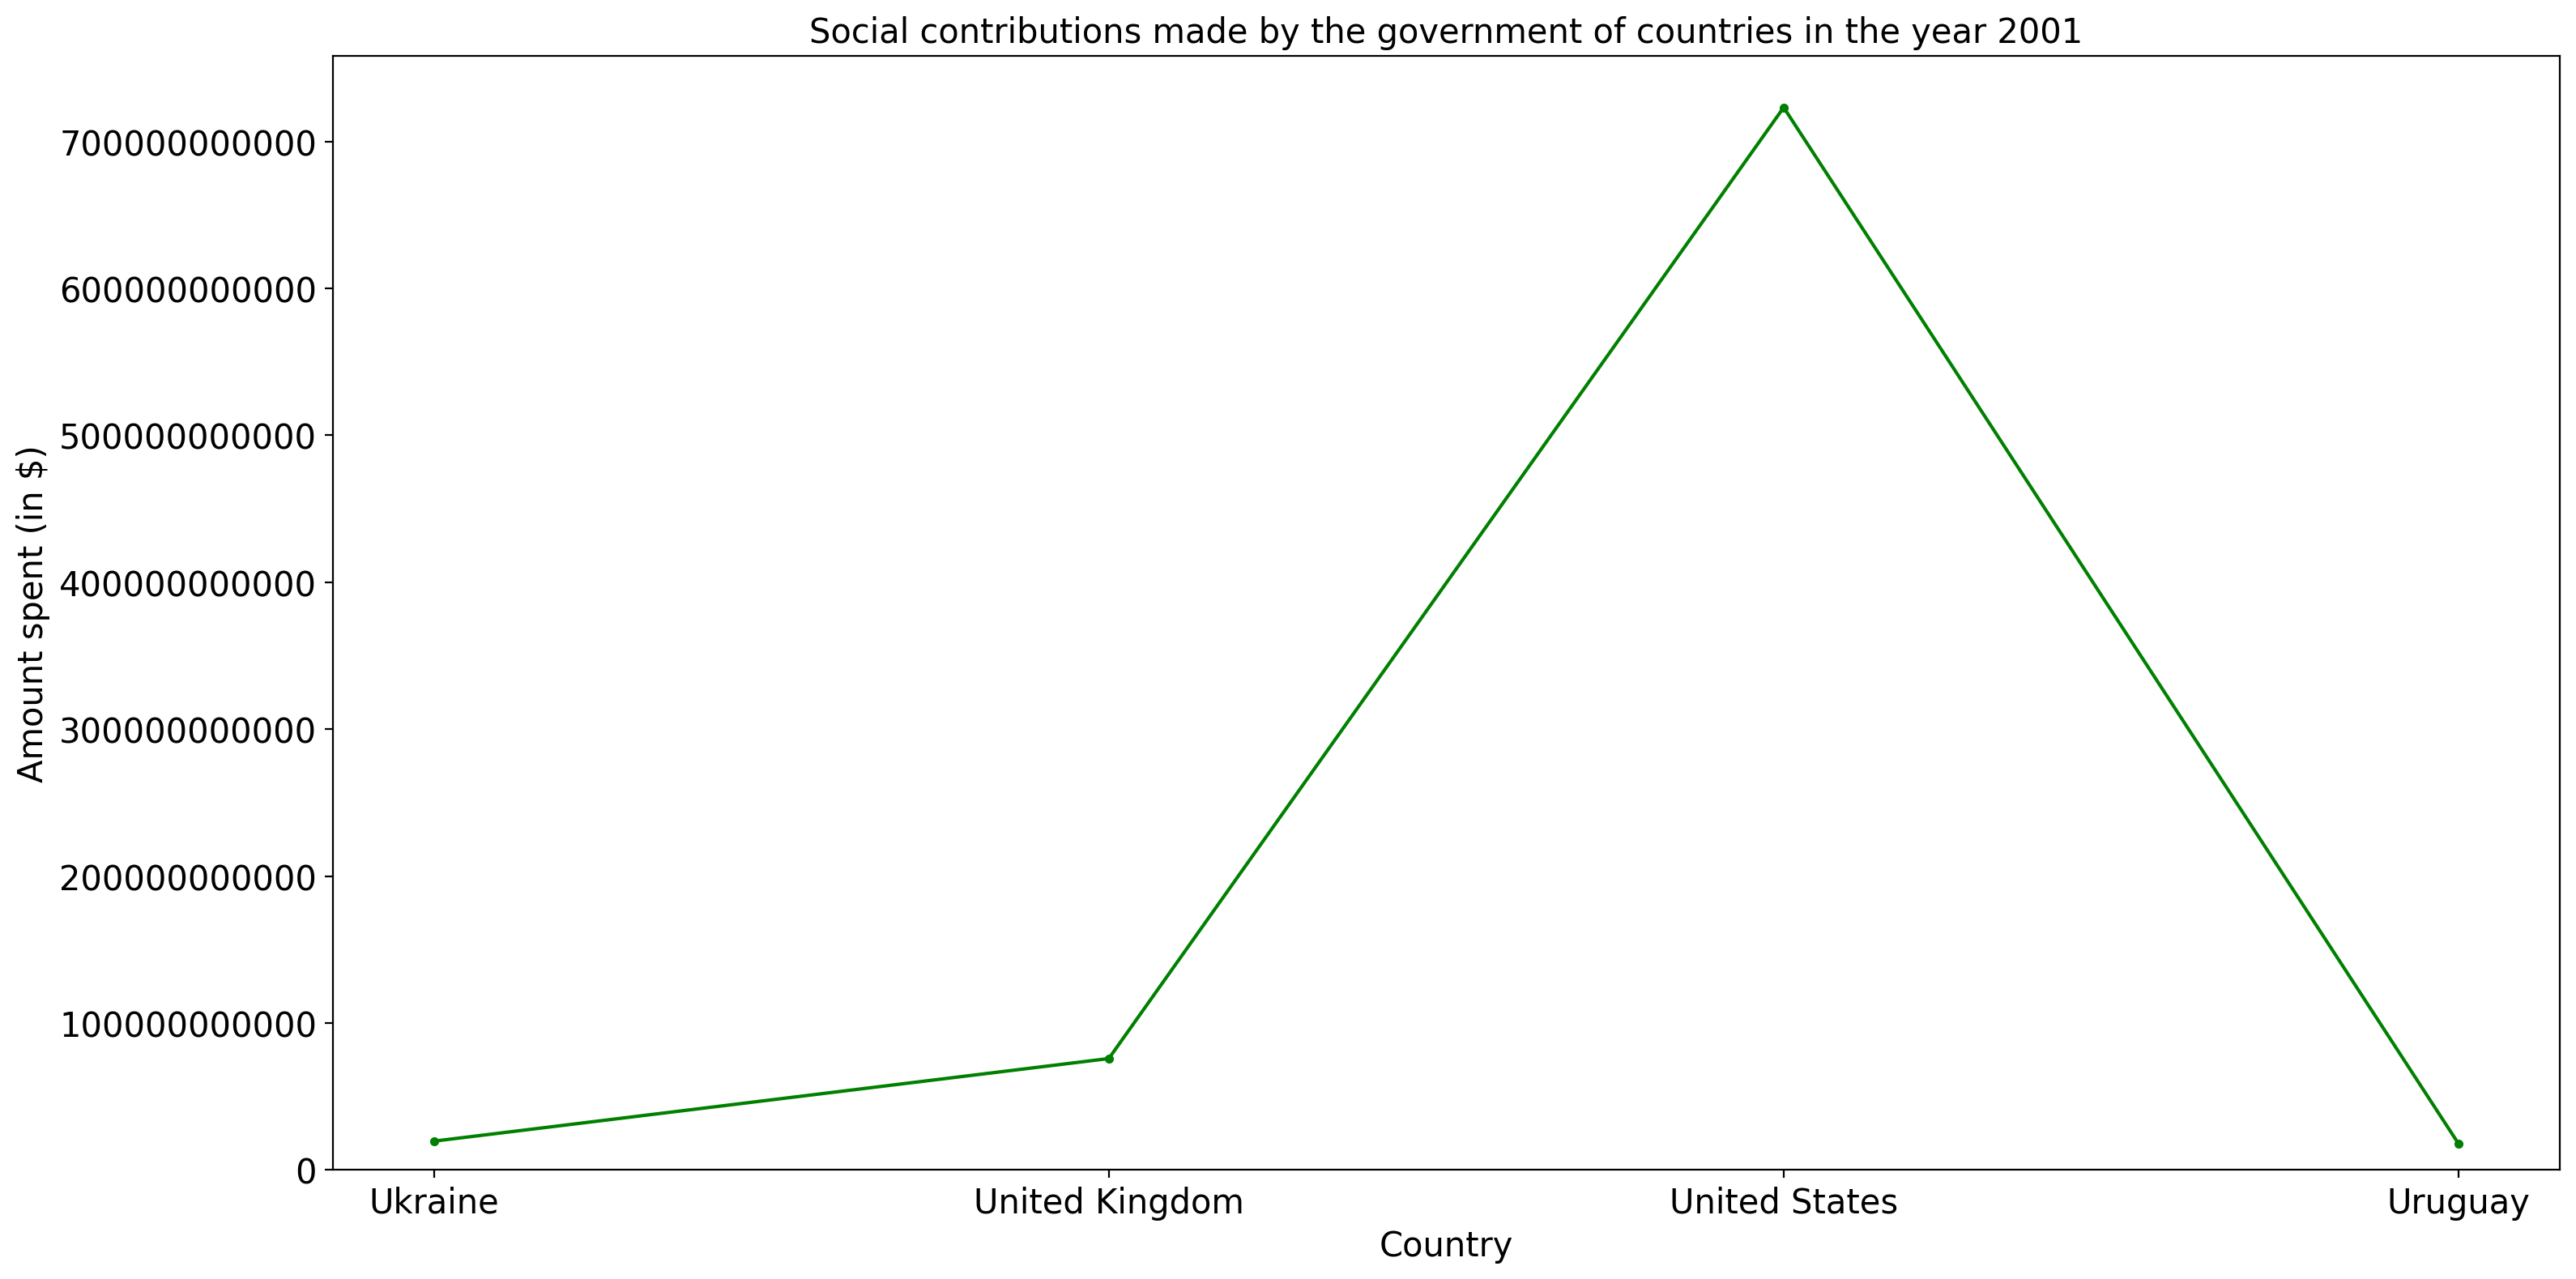 Social contributions made by the government of countries in the year 2001
Amount spent (in $)
700000000000
600000000000
500000000000
400000000000
300000000000
200000000000
100000000000
0
Ukraine
United Kingdom
United States
Uruguay
Country